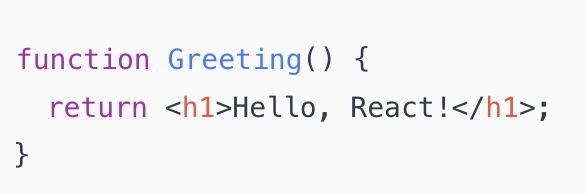 function Greeting() {
  return <h1>Hello, React!</h1>;
}